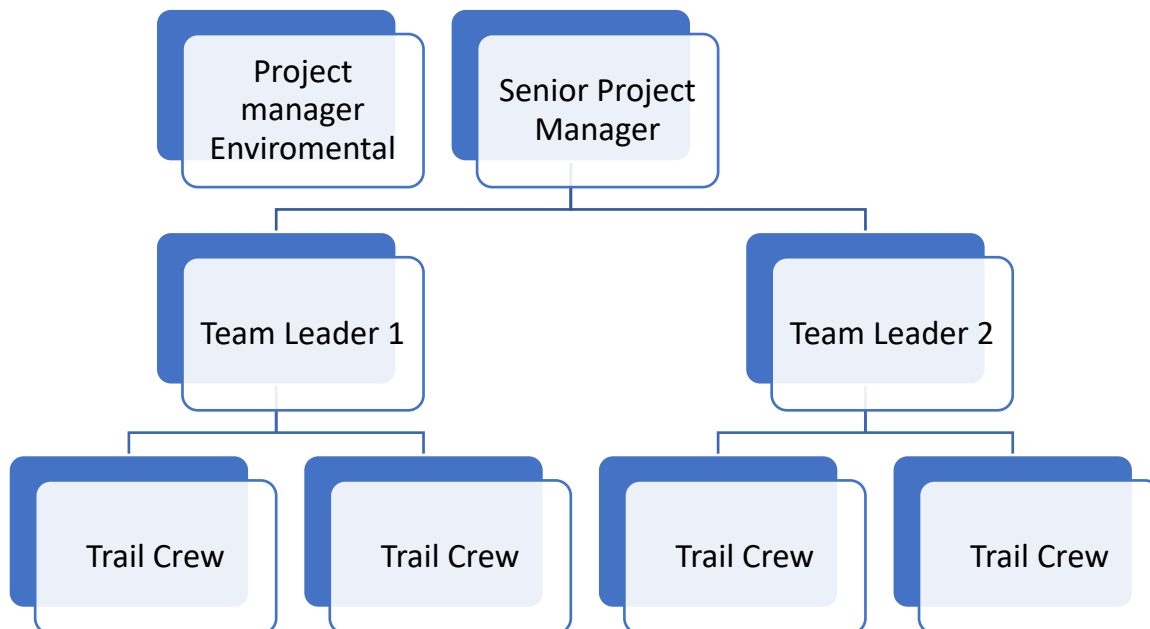 Project
manager
Enviromental
Senior Project
Manager
Team Leader 1
Team Leader 2
Trail Crew
Trail Crew
Trail Crew
Trail Crew